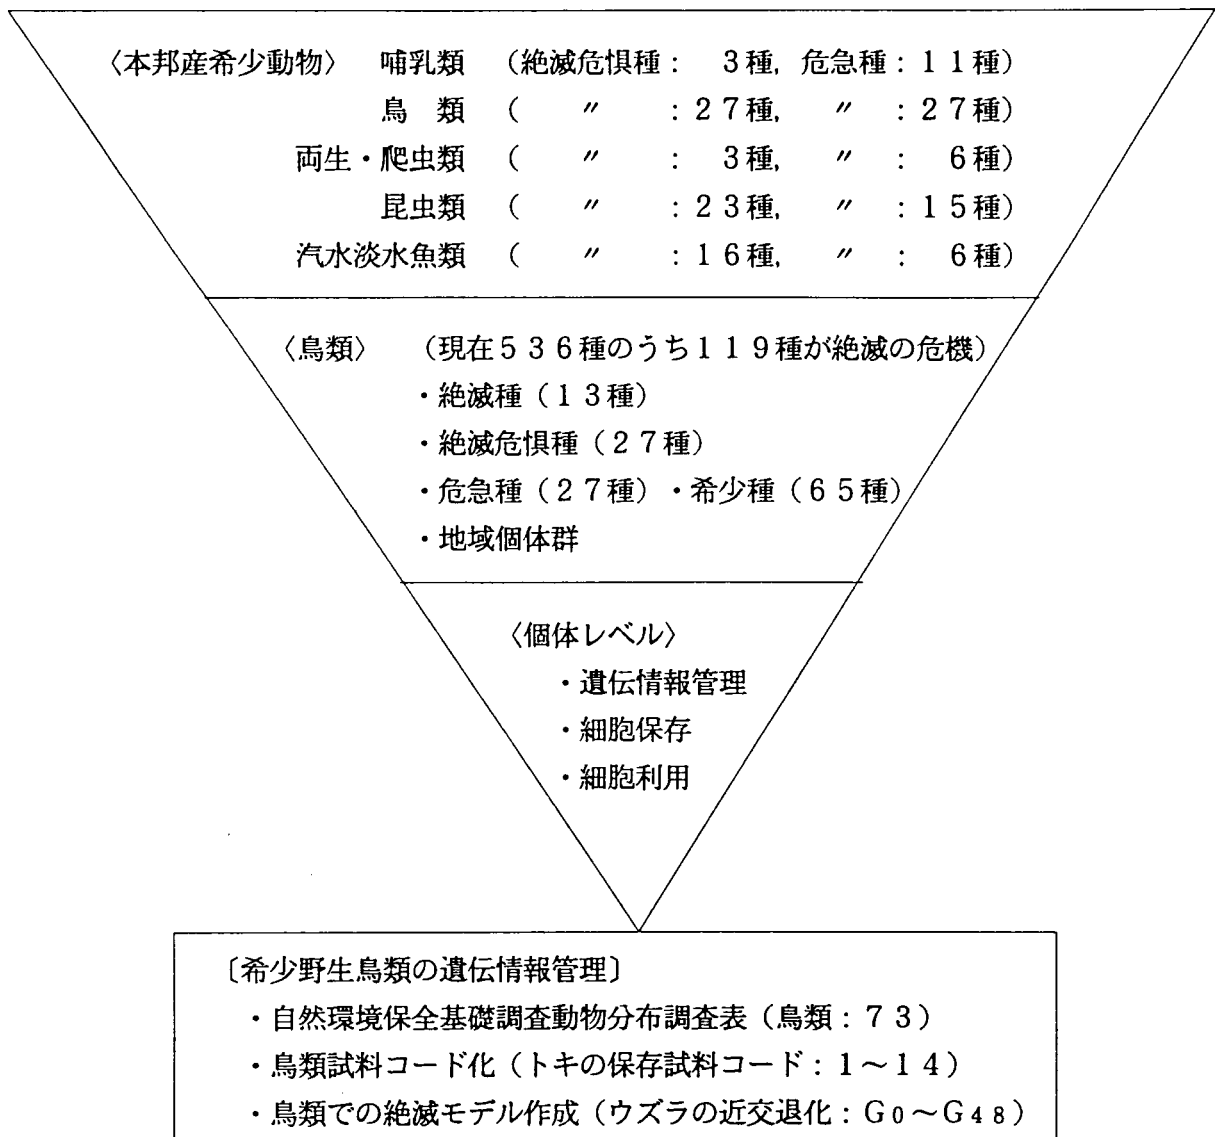 〈本邦産希少動物〉 哺乳類 (絶滅危惧種： 3種, 危急種：11種)
鳥 類 ( 〃 ：27種, 〃 ：27種)
両生・爬虫類 ( 〃 ： 3種, 〃 ： 6種)
昆虫類 ( 〃 ：23種, 〃 ：15種)
汽水淡水魚類 ( 〃 ：16種, 〃 ： 6種)
〈鳥類〉 (現在536種のうち119種が絶滅の危機)
・絶滅種(13種)
・絶滅危惧種(27種)
・危急種(27種)・希少種(65種)
・地域個体群
〈個体レベル〉
・遺伝情報管理
・細胞保存
・細胞利用
〔希少野生鳥類の遺伝情報管理〕
・自然環境保全基礎調査動物分布調査表(鳥類：73)
・鳥類試料コード化(トキの保存試料コード：1～14)
・鳥類での絶滅モデル作成(ウズラの近交退化：G0～G48)